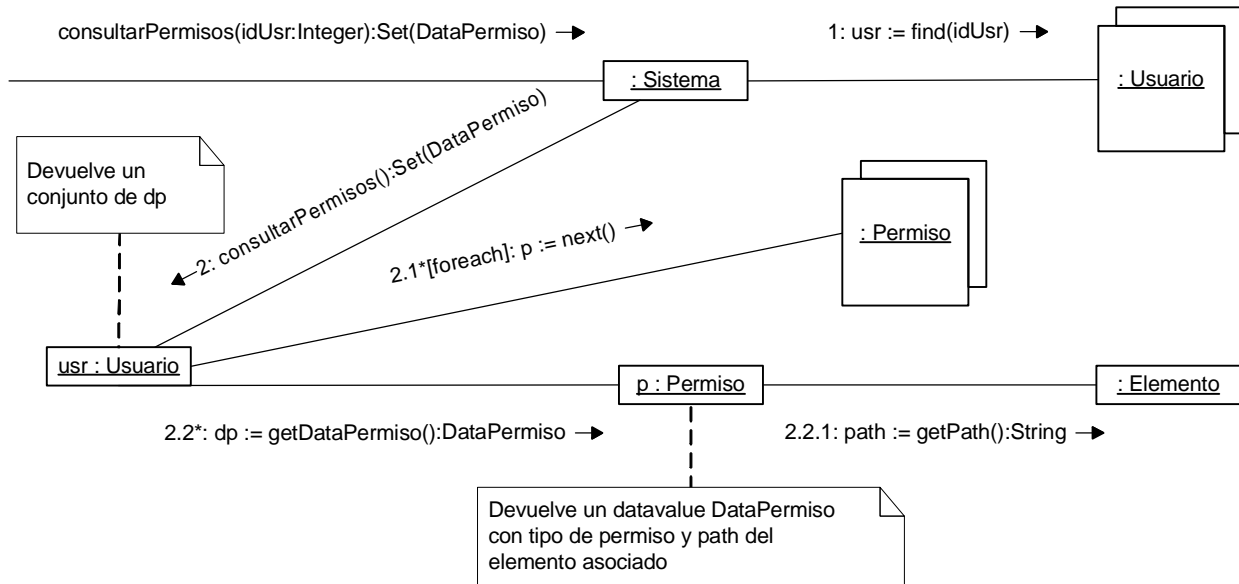 consultarPermisos(idUsr:Integer):Set(DataPermiso)
1: usr := find(idUsr)
: Sistema
: Usuario
Devuelve un
conjunto de dp
2: consultarPermisos():Set(DataPermiso)
2.1*[foreach]: p := next()
: Permiso
usr : Usuario
p : Permiso
: Elemento
2.2*: dp := getDataPermiso():DataPermiso
2.2.1: path := getPath():String
Devuelve un datavalue DataPermiso
con tipo de permiso y path del
elemento asociado